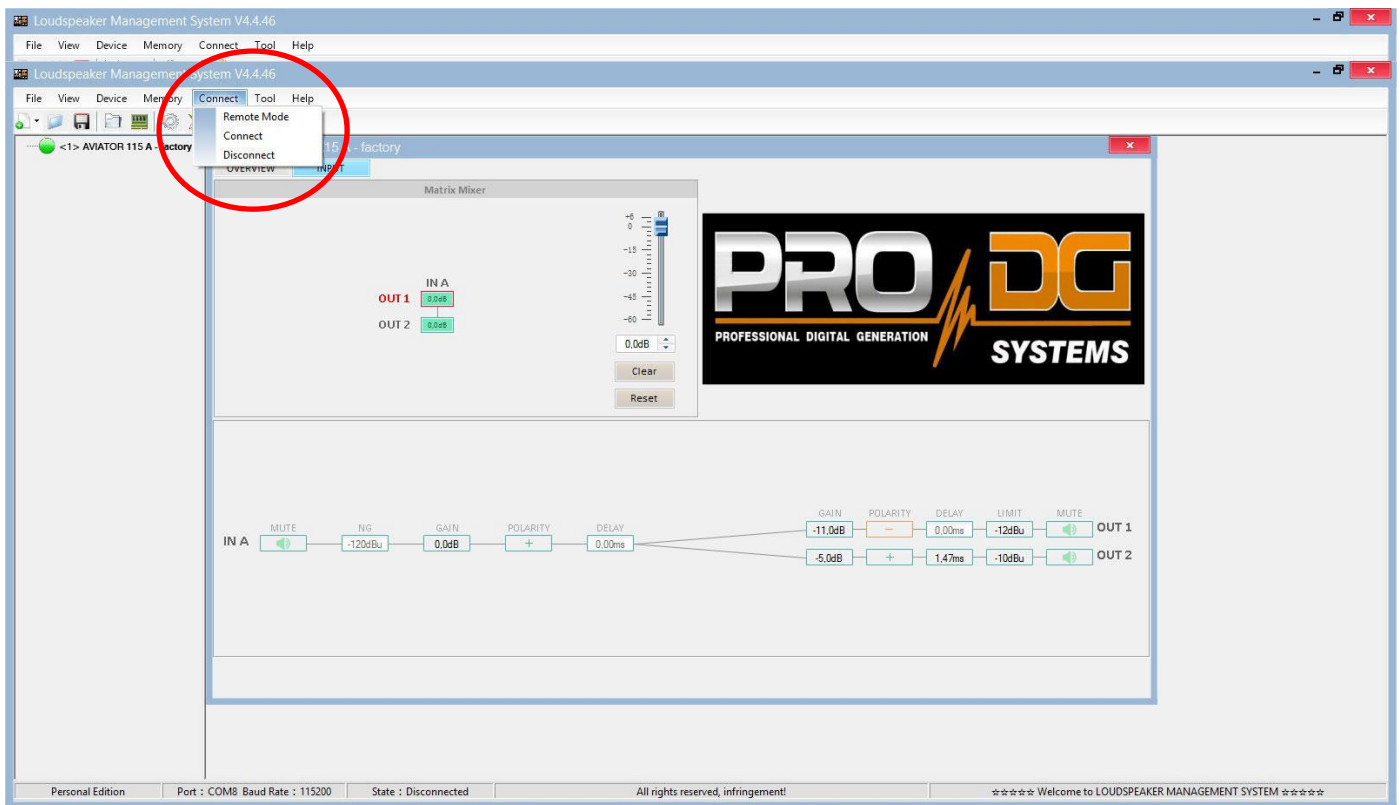 Loudspeaker Management System V4.4.46
File View Device Memory Connect Tool Help
Loudspeaker Management System V4.4.46
File View Device Memory Connect Tool Help
Remote Mode
Connect
Disconnect
<1> AVIATOR 115 A - factory
15 A - factory
OVERVIEW INPUT
Matrix Mixer
+6
0
-15
-30
-45
-60
IN A
OUT 1 0,0dB
OUT 2 0,0dB
0,0dB
Clear
Reset
PRO DG
PROFESSIONAL DIGITAL GENERATION
SYSTEMS
GAIN POLARITY DELAY LIMIT MUTE
-11,0dB − 0,00ms -12dBu OUT 1
MUTE NG GAIN POLARITY DELAY
IN A -120dBu 0,0dB + 0,00ms
-5,0dB + 1,47ms -10dBu OUT 2
Personal Edition Port : COM8 Baud Rate : 115200 State : Disconnected All rights reserved, infringement! ☆☆☆☆☆ Welcome to LOUDSPEAKER MANAGEMENT SYSTEM ☆☆☆☆☆